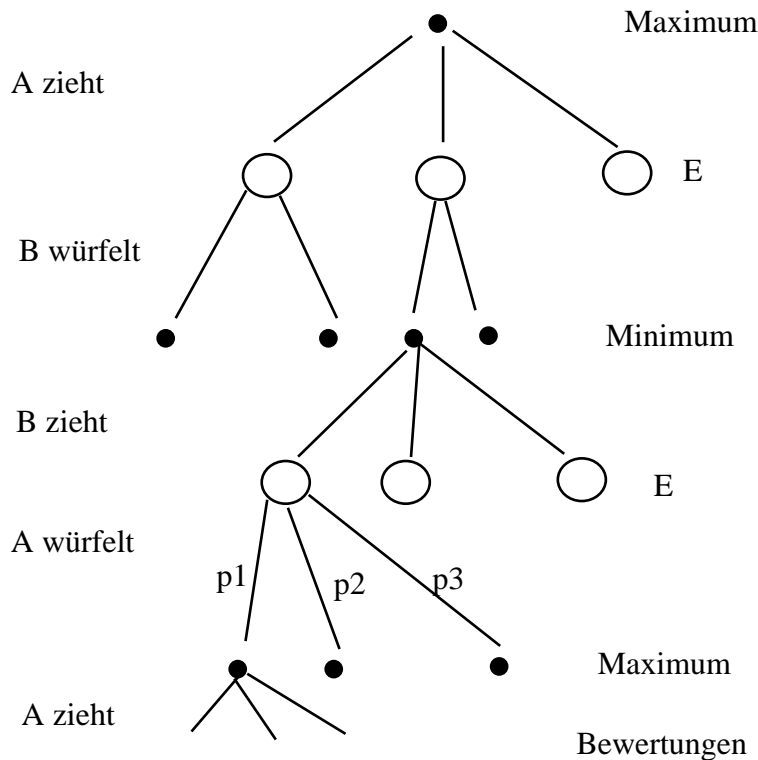 Maximum
A zieht
E
B würfelt
Minimum
B zieht
E
A würfelt
p1 p2 p3
Maximum
A zieht
Bewertungen